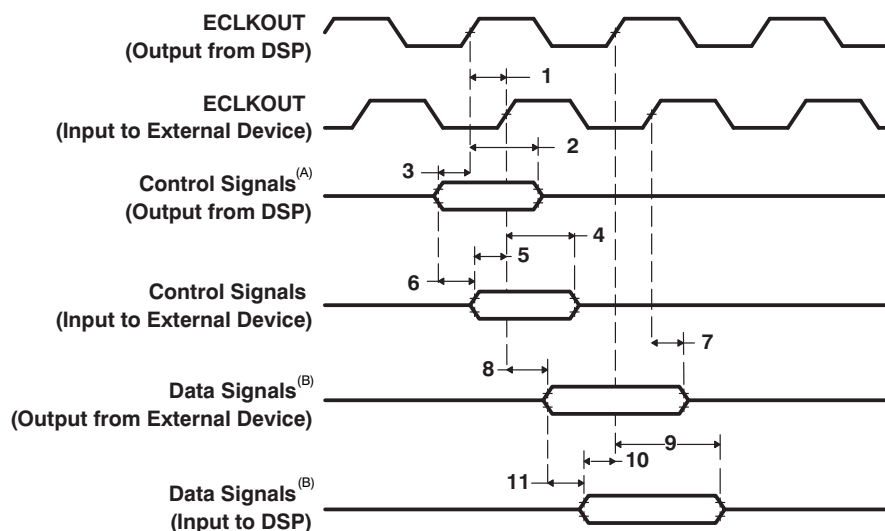 ECLKOUT
(Output from DSP)
1
ECLKOUT
(Input to External Device)
2
3
Control Signals(A)
(Output from DSP)
4
5
6
Control Signals
(Input to External Device)
7
8
Data Signals(B)
(Output from External Device)
9
10
11
Data Signals(B)
(Input to DSP)